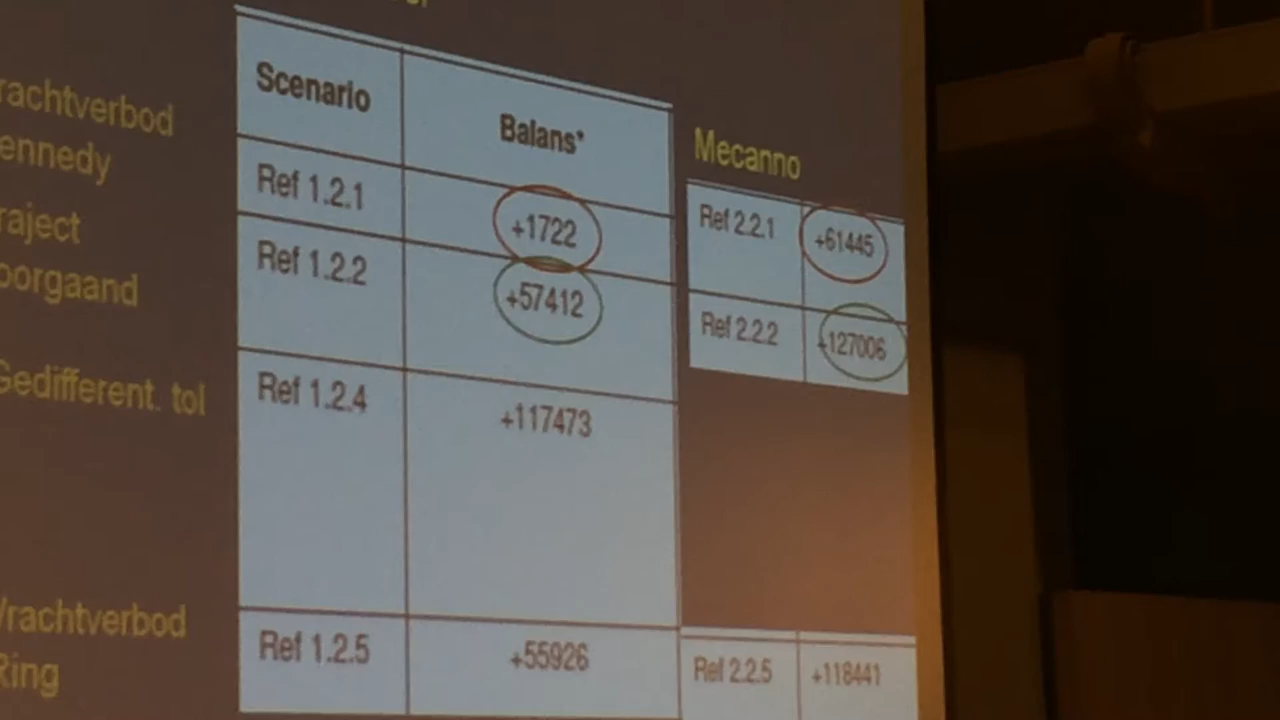 rachtverbod
ennedy
raject
oorgaand
Gedifferent. tol
Vrachtverbod
Ring
Scenario
Balans*
Ref 1.2.1
+1722
Ref 1.2.2
+57412
Ref 1.2.4
+117473
Ref 1.2.5
+55926
Mecanno
Ref 2.2.1
+61445
Ref 2.2.2
+127006
Ref 2.2.5
+118441